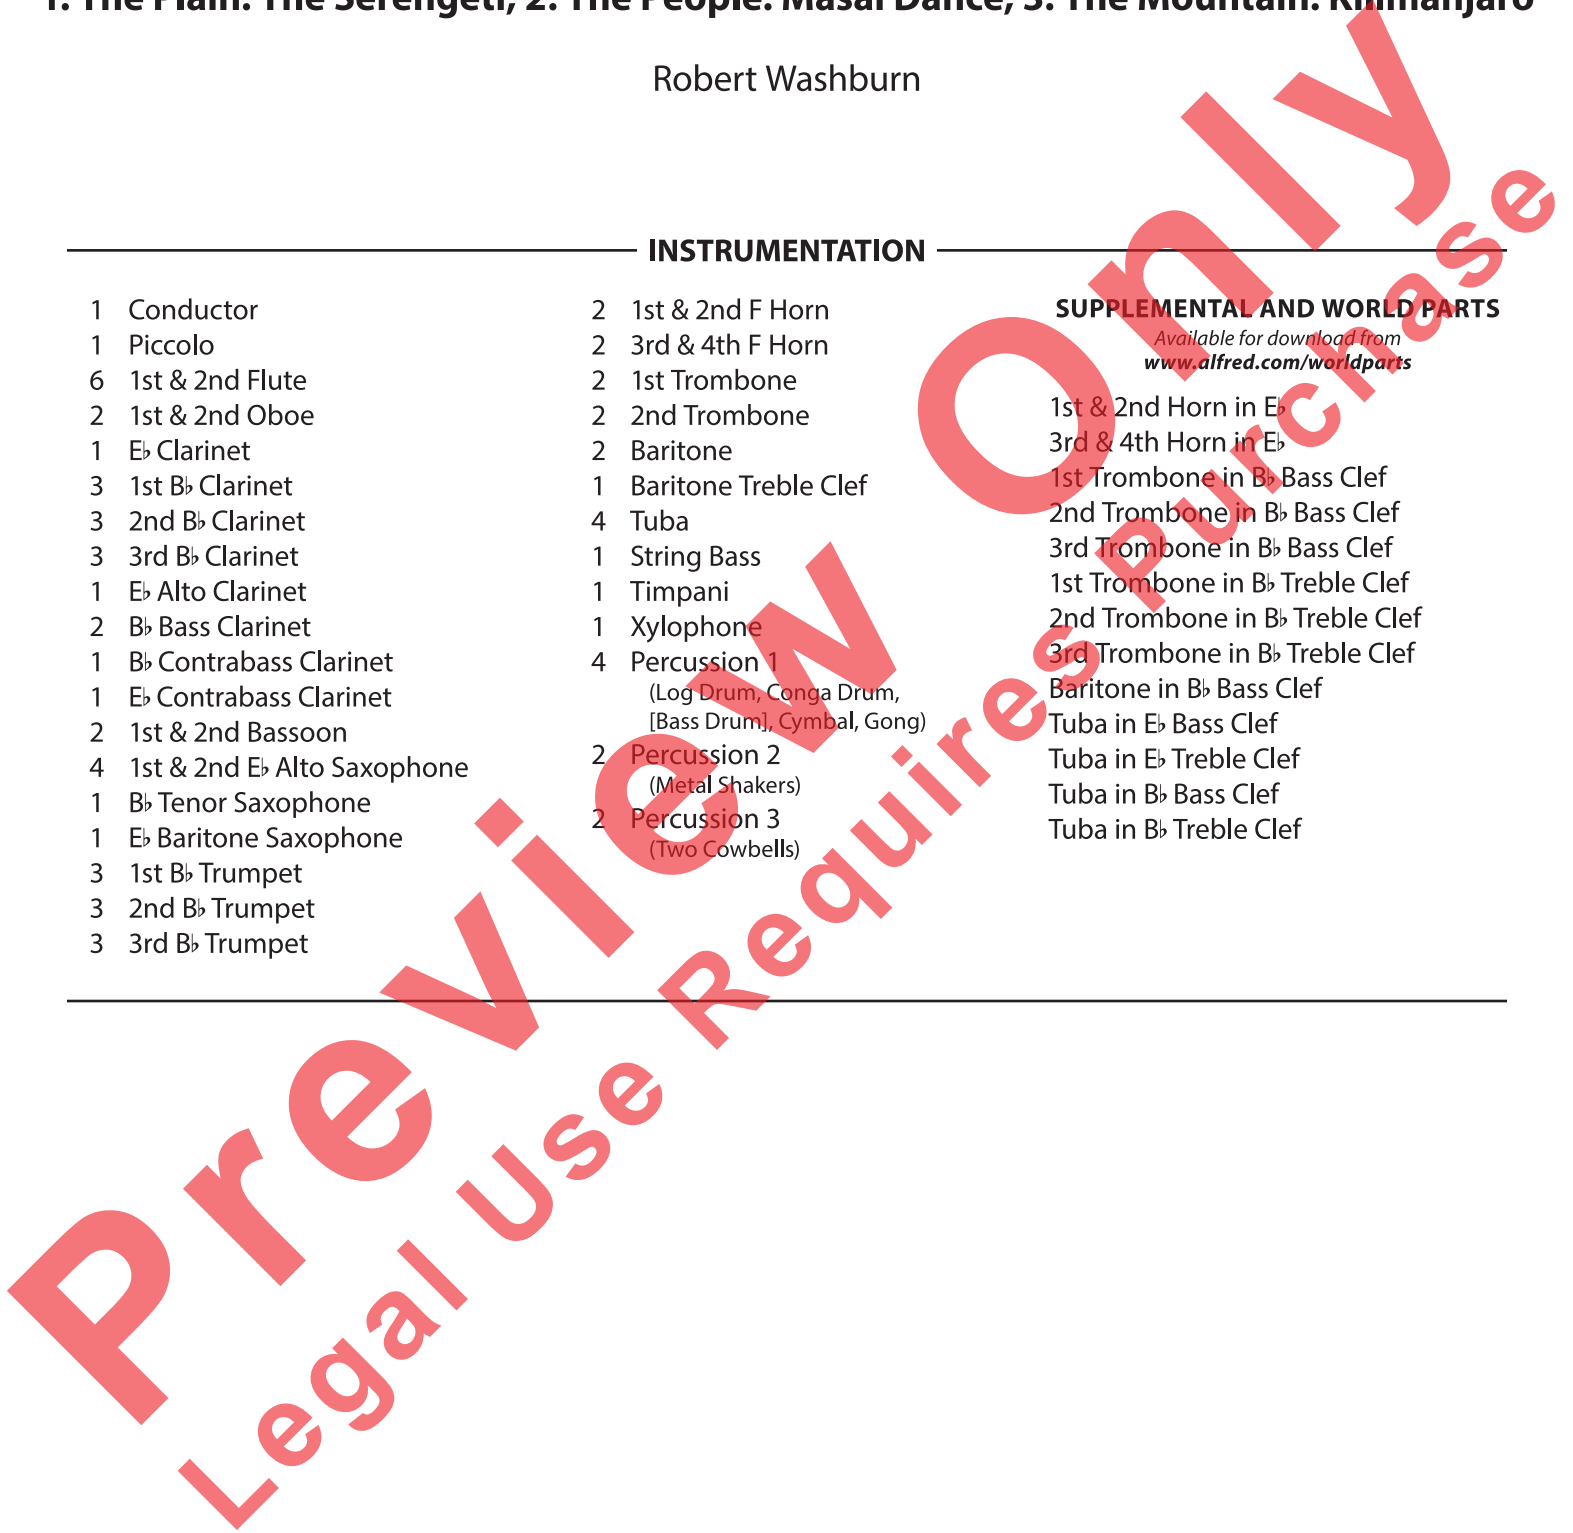 1. The Plain: The Serengeti, 2. The People: Masai Dance, 3. The Mountain: Kilimanjaro
Robert Washburn
INSTRUMENTATION
1 Conductor
1 Piccolo
6 1st & 2nd Flute
2 1st & 2nd Oboe
1 E♭ Clarinet
3 1st B♭ Clarinet
3 2nd B♭ Clarinet
3 3rd B♭ Clarinet
1 E♭ Alto Clarinet
2 B♭ Bass Clarinet
1 B♭ Contrabass Clarinet
1 E♭ Contrabass Clarinet
2 1st & 2nd Bassoon
4 1st & 2nd E♭ Alto Saxophone
1 B♭ Tenor Saxophone
1 E♭ Baritone Saxophone
3 1st B♭ Trumpet
3 2nd B♭ Trumpet
3 3rd B♭ Trumpet
2 1st & 2nd F Horn
2 3rd & 4th F Horn
2 1st Trombone
2 2nd Trombone
2 Baritone
1 Baritone Treble Clef
4 Tuba
1 String Bass
1 Timpani
1 Xylophone
4 Percussion 1
(Log Drum, Conga Drum,
[Bass Drum], Cymbal, Gong)
2 Percussion 2
(Metal Shakers)
2 Percussion 3
(Two Cowbells)
SUPPLEMENTAL AND WORLD PARTS
Available for download from
www.alfred.com/worldparts
1st & 2nd Horn in E♭
3rd & 4th Horn in E♭
1st Trombone in B♭ Bass Clef
2nd Trombone in B♭ Bass Clef
3rd Trombone in B♭ Bass Clef
1st Trombone in B♭ Treble Clef
2nd Trombone in B♭ Treble Clef
3rd Trombone in B♭ Treble Clef
Baritone in B♭ Bass Clef
Tuba in E♭ Bass Clef
Tuba in E♭ Treble Clef
Tuba in B♭ Bass Clef
Tuba in B♭ Treble Clef
Preview Only
Legal Use Requires Purchase